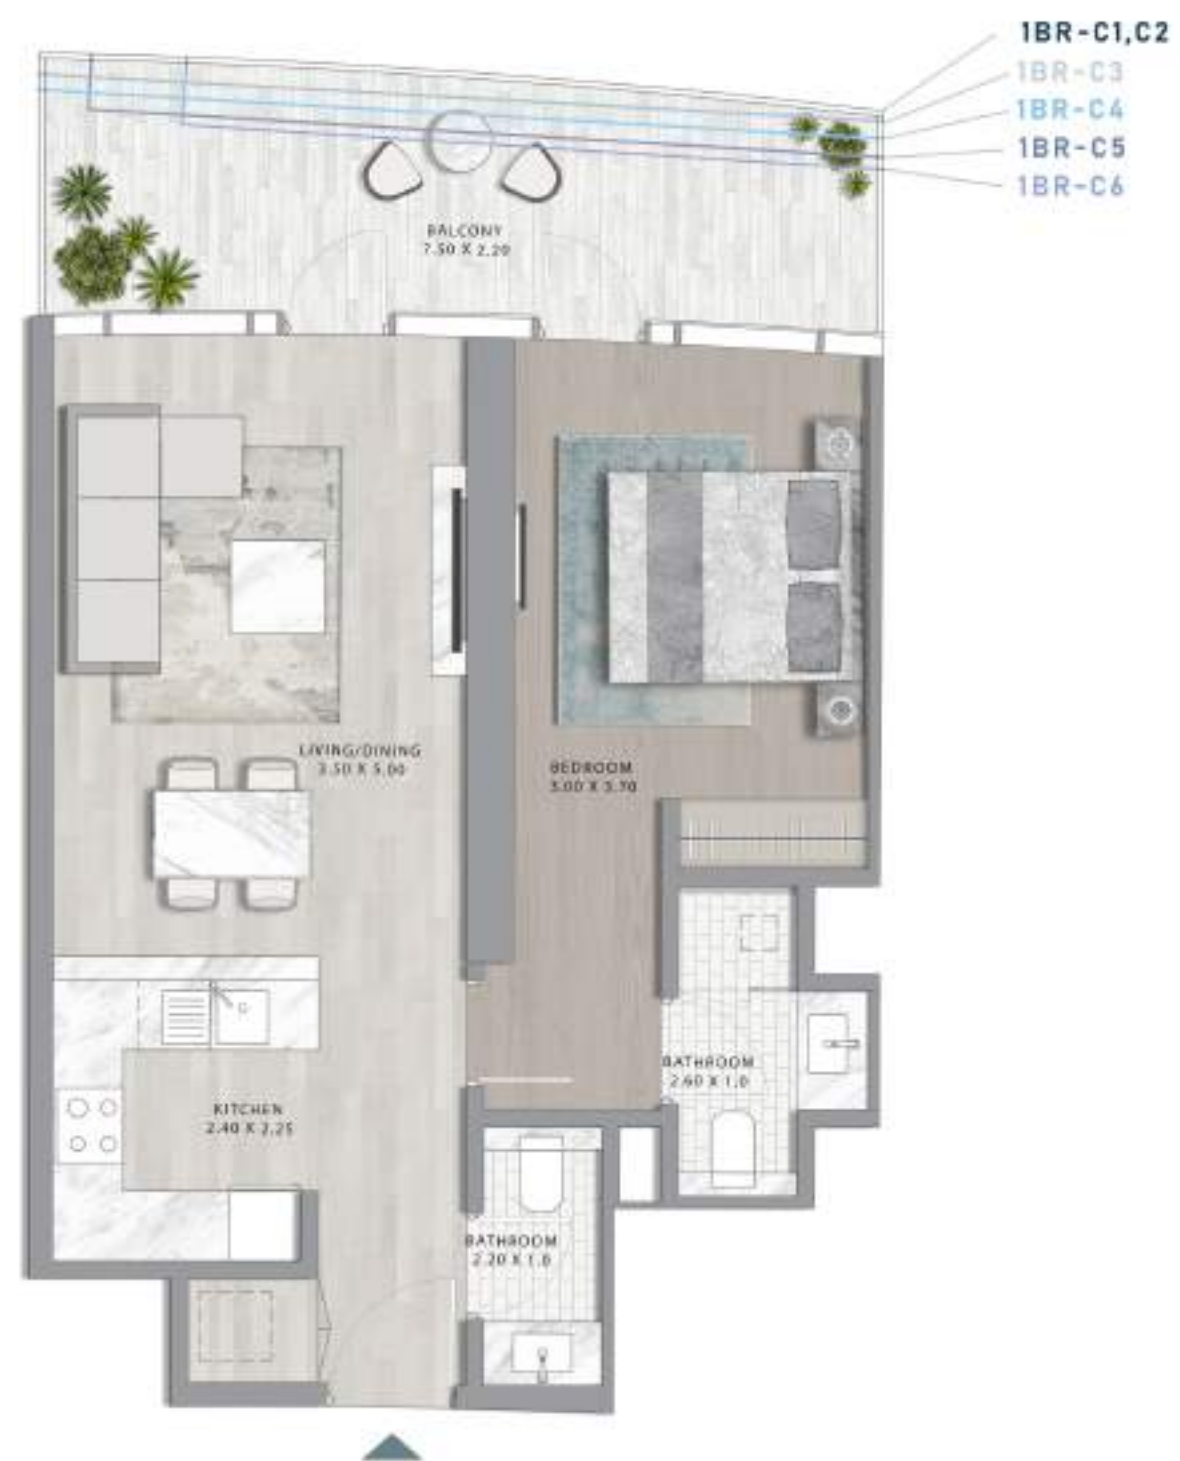 1BR-C1,C2
1BR-C3
1BR-C4
1BR-C5
1BR-C6
BALCONY
7.50 X 2.20
LIVING/DINING
3.50 X 5.00
BEDROOM
3.00 X 3.70
BATHROOM
2.60 X 1.0
KITCHEN
2.40 X 2.25
BATHROOM
2.20 X 1.0